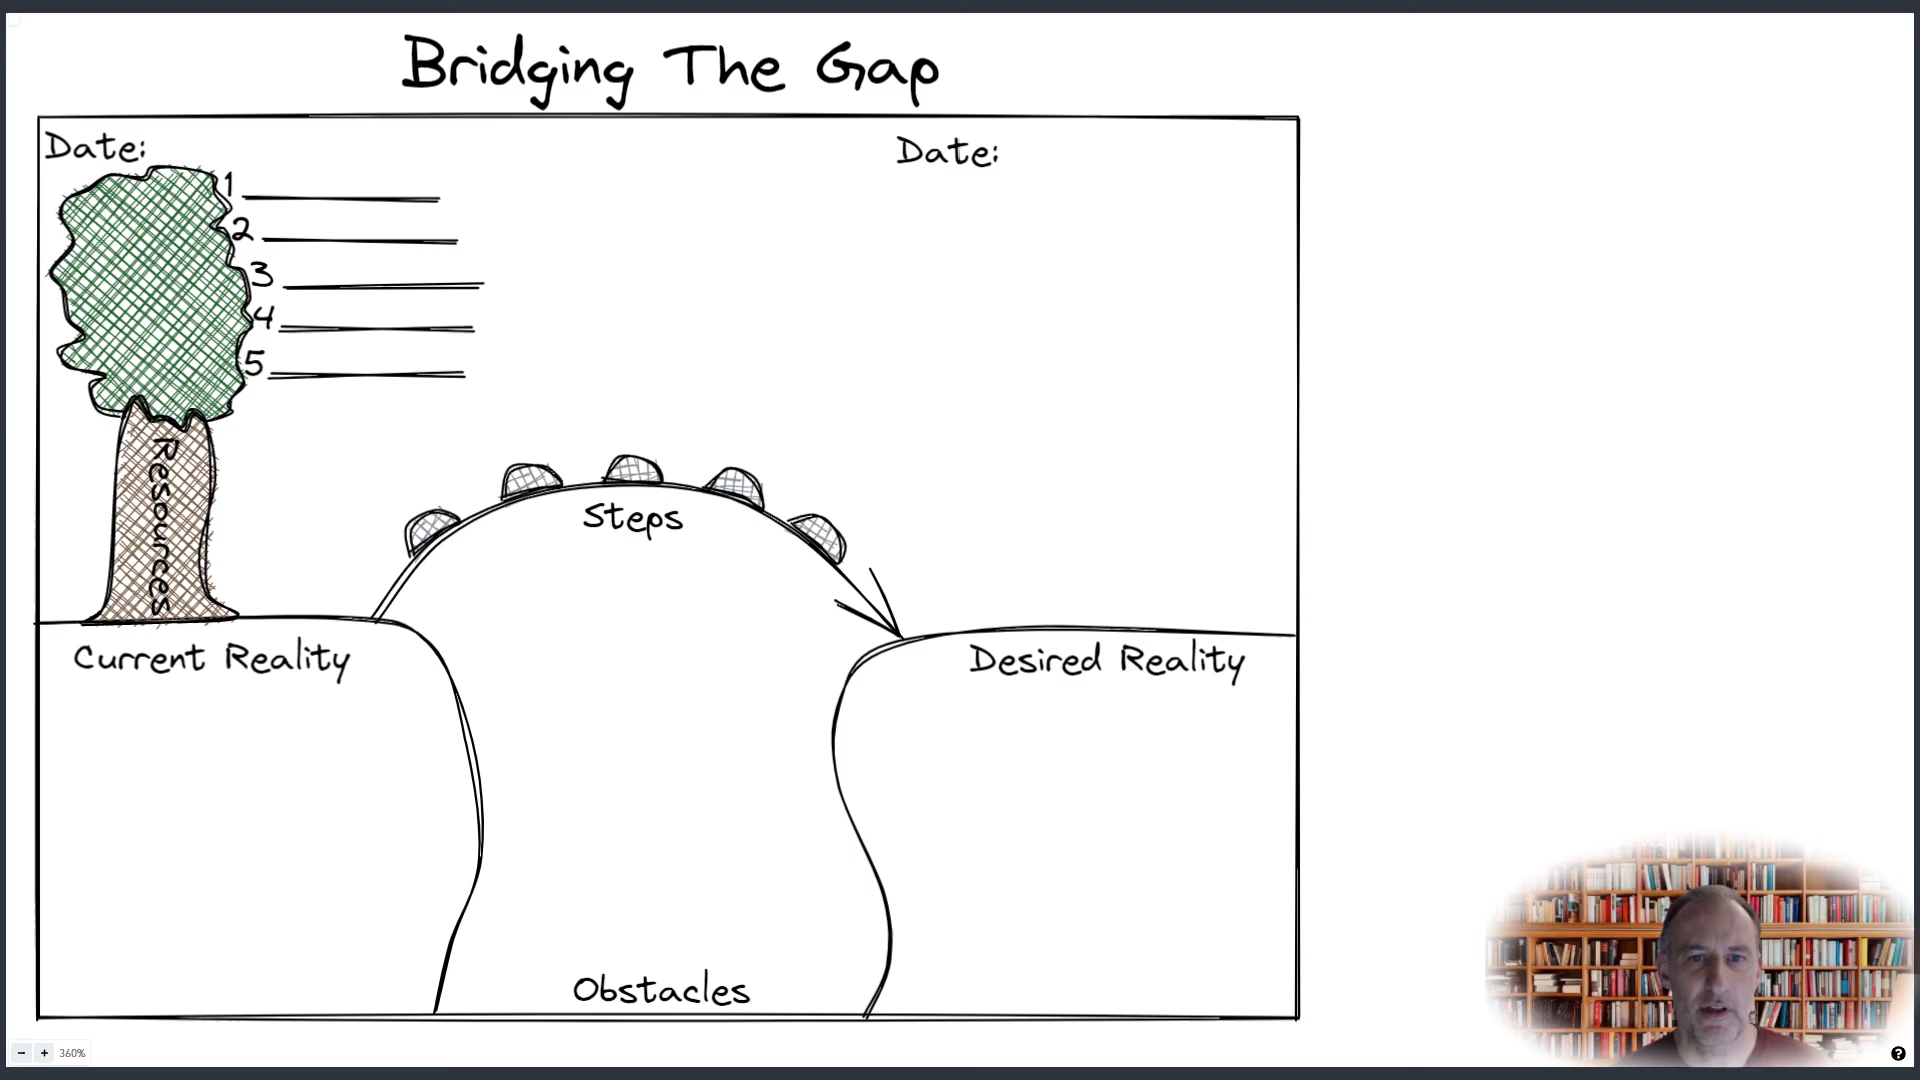 Bridging The Gap
Date:
Date:
1
2
3
4
5
Resources
Steps
Current Reality
Desired Reality
Obstacles
− + 360%
?